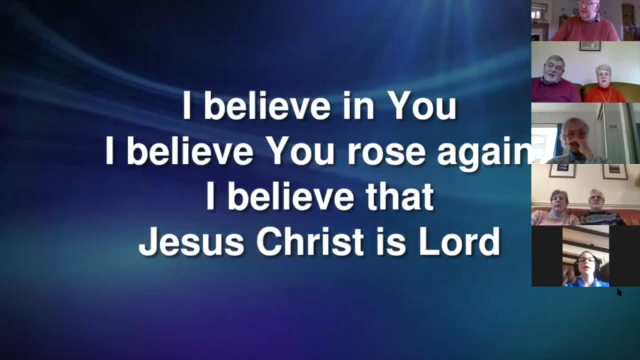 I believe in You
I believe You rose again
I believe that
Jesus Christ is Lord